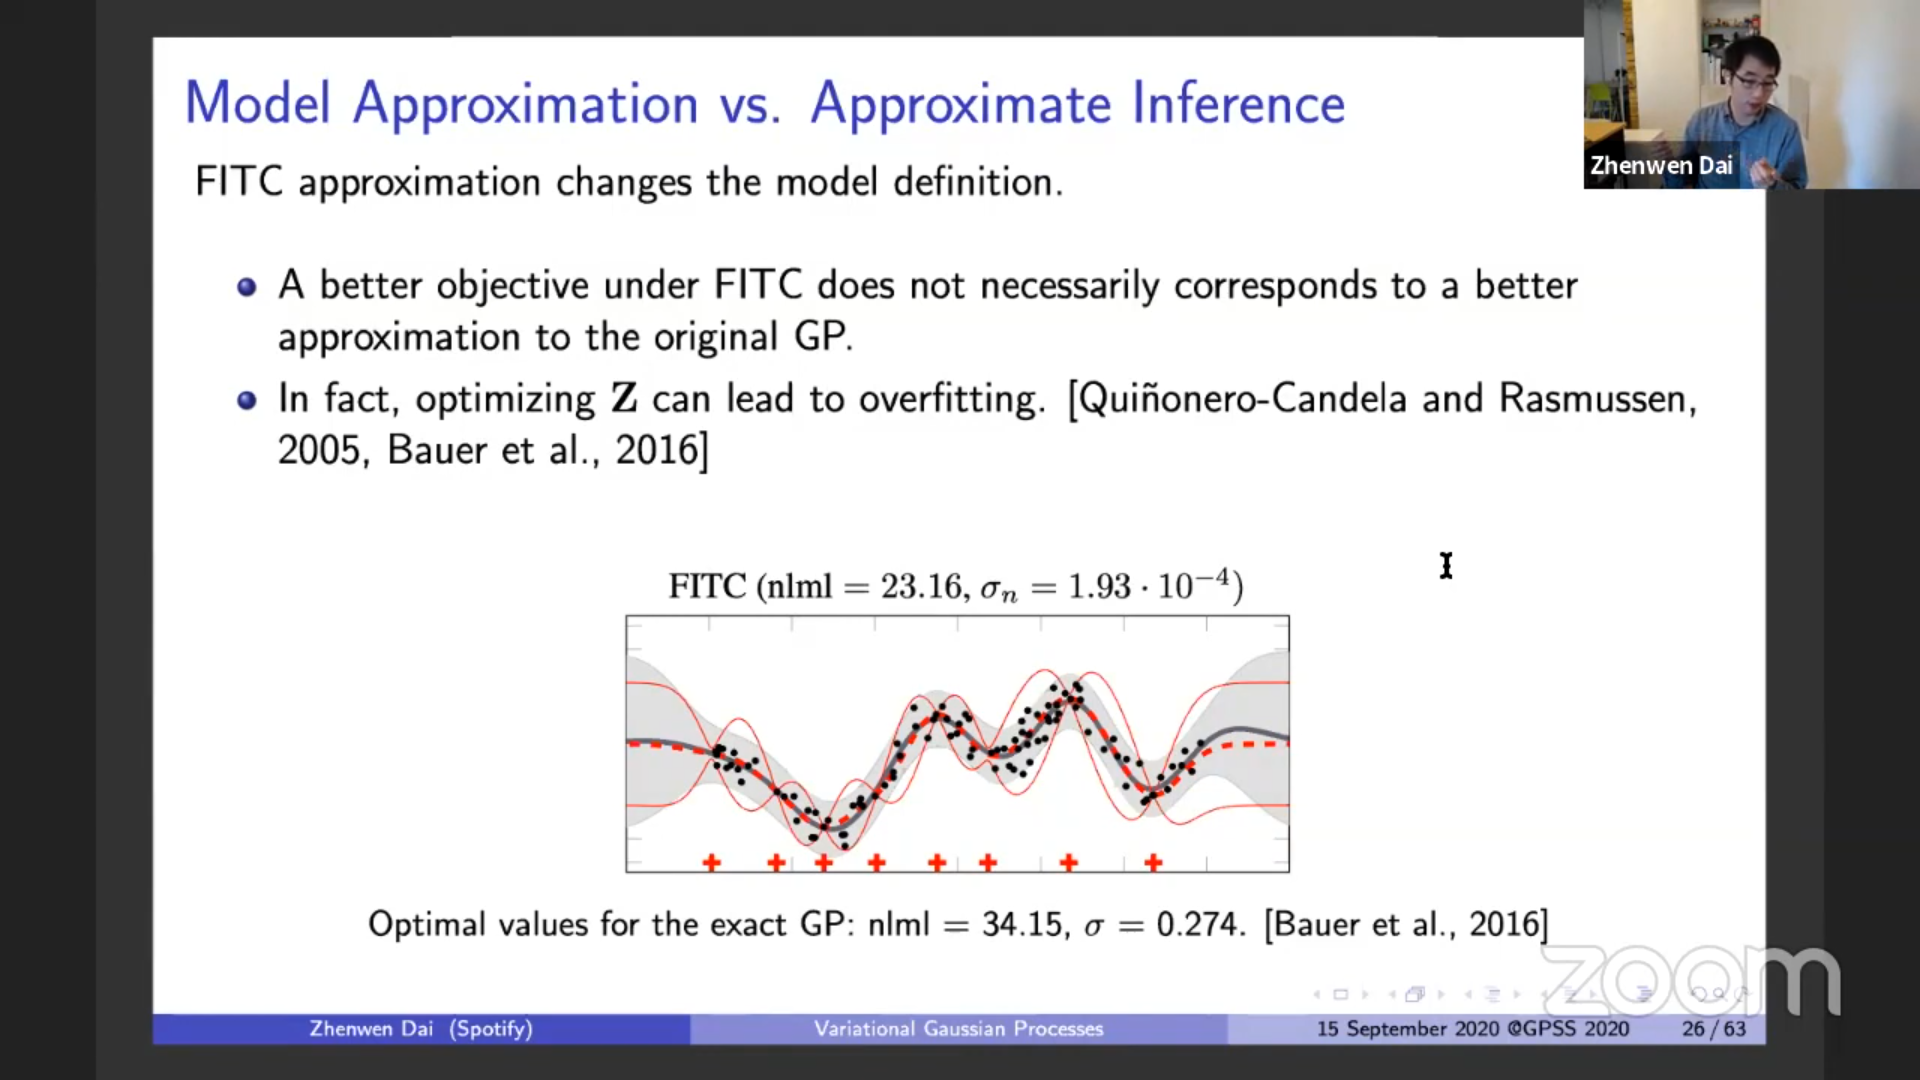 Model Approximation vs. Approximate Inference
Zhenwen Dai
FITC approximation changes the model definition.
A better objective under FITC does not necessarily corresponds to a better
approximation to the original GP.
In fact, optimizing Z can lead to overfitting. [Quiñonero-Candela and Rasmussen,
2005, Bauer et al., 2016]
FITC (nlml = 23.16, σₙ = 1.93 · 10⁻⁴)
Optimal values for the exact GP: nlml = 34.15, σ = 0.274. [Bauer et al., 2016]
zoom
Zhenwen Dai (Spotify) Variational Gaussian Processes 15 September 2020 @GPSS 2020 26 / 63